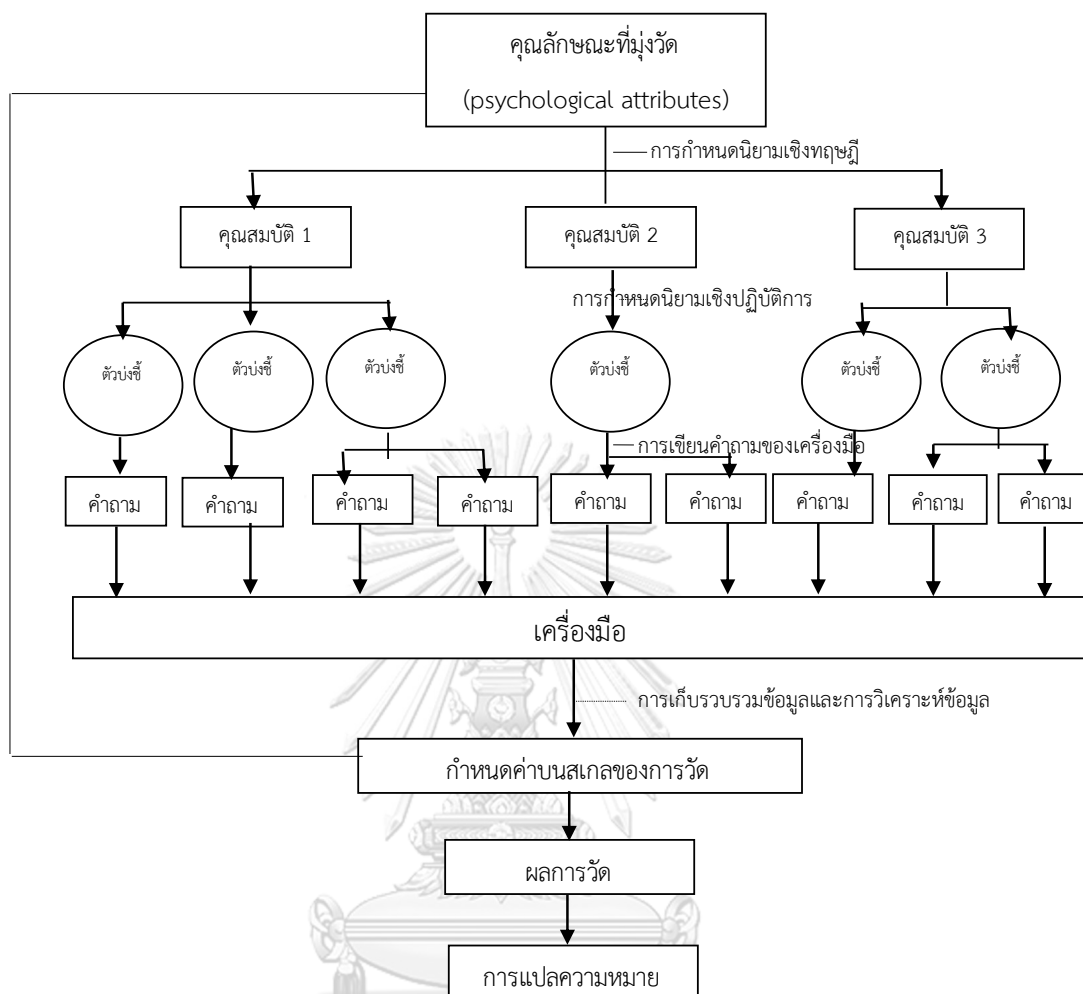 คุณลักษณะที่มุ่งวัด
(psychological attributes)
การกำหนดนิยามเชิงทฤษฎี
คุณสมบัติ 1
คุณสมบัติ 2
คุณสมบัติ 3
การกำหนดนิยามเชิงปฏิบัติการ
ตัวบ่งชี้
ตัวบ่งชี้
ตัวบ่งชี้
ตัวบ่งชี้
ตัวบ่งชี้
ตัวบ่งชี้
การเขียนคำถามของเครื่องมือ
คำถาม
คำถาม
คำถาม
คำถาม
คำถาม
คำถาม
คำถาม
คำถาม
คำถาม
เครื่องมือ
การเก็บรวบรวมข้อมูลและการวิเคราะห์ข้อมูล
กำหนดค่าบนสเกลของการวัด
ผลการวัด
การแปลความหมาย